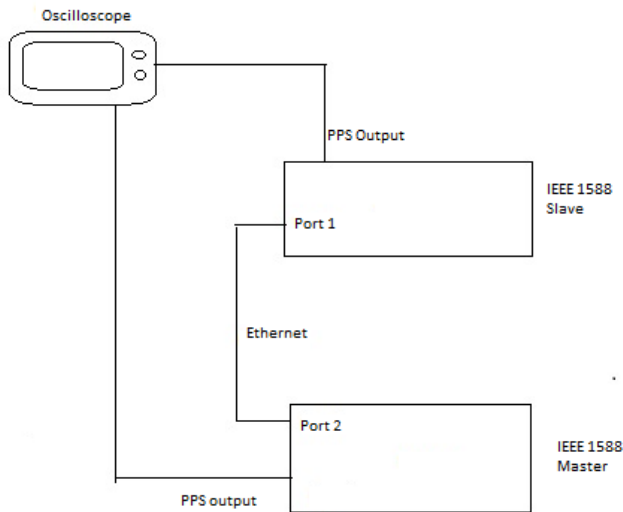 Oscilloscope
PPS Output
IEEE 1588
Slave
Port 1
Ethernet
Port 2
IEEE 1588
Master
PPS output